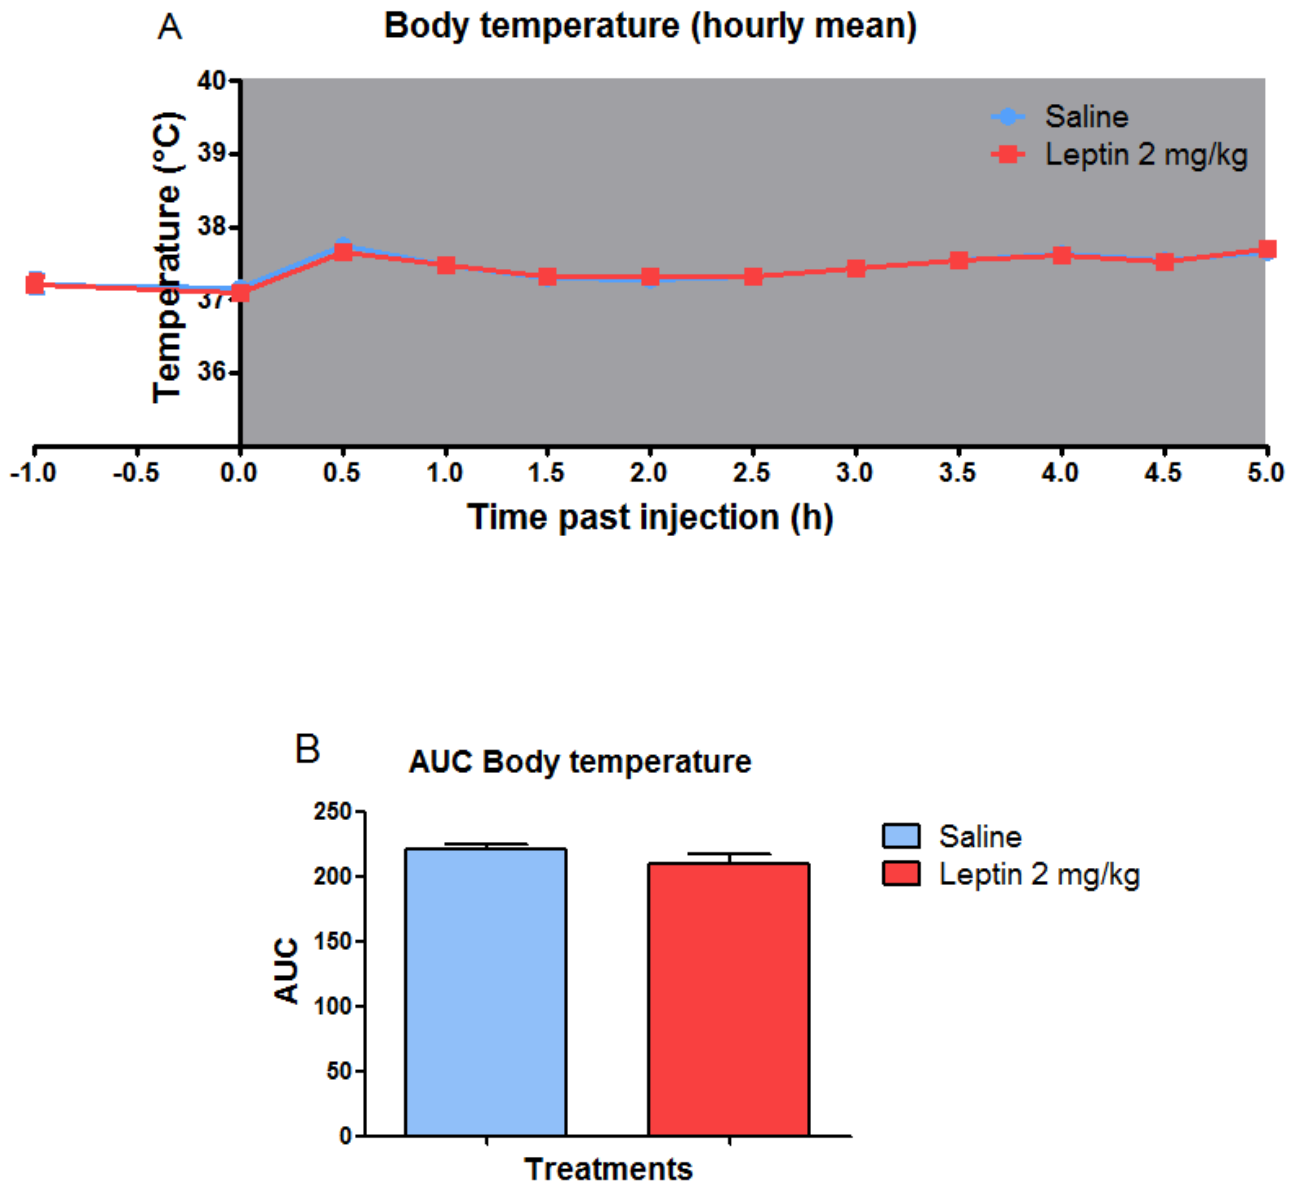 A
Body temperature (hourly mean)
40
39
38
37
36
Temperature (°C)
Saline
Leptin 2 mg/kg
-1.0 -0.5 0.0 0.5 1.0 1.5 2.0 2.5 3.0 3.5 4.0 4.5 5.0
Time past injection (h)
B
AUC Body temperature
250
200
150
100
50
0
AUC
Saline
Leptin 2 mg/kg
Treatments